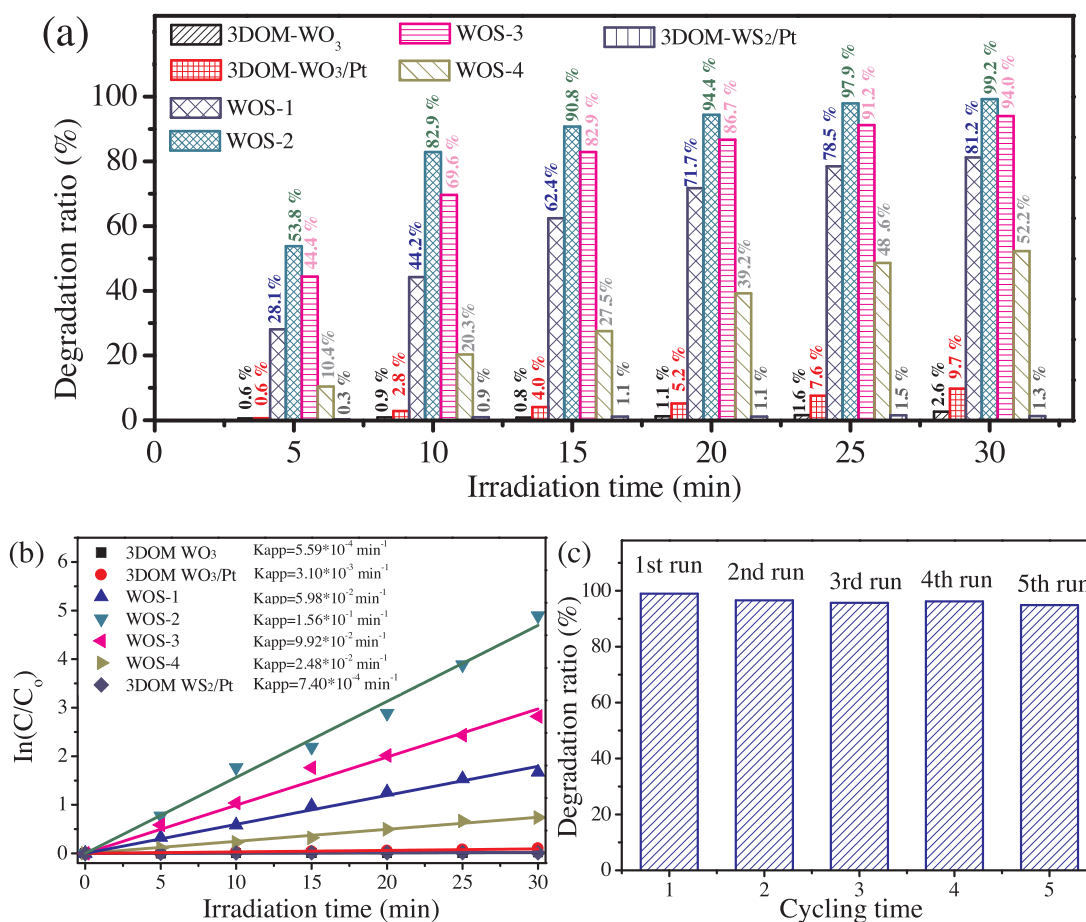 (a)
3DOM-WO3
3DOM-WO3/Pt
WOS-1
WOS-2
WOS-3
WOS-4
3DOM-WS2/Pt
Degradation ratio (%)
100
80
60
40
20
0
0.6 %
0.6 %
28.1%
53.8 %
44.4 %
10.4%
0.3 %
0.9 %
2.8 %
44.2%
82.9 %
69.6 %
20.3%
0.9 %
0.8 %
4.0 %
62.4%
90.8 %
82.9 %
27.5%
1.1 %
1.1 %
5.2 %
71.7%
94.4 %
86.7 %
39.2%
1.1 %
1.6 %
7.6 %
78.5 %
97.9 %
91.2 %
48 .6%
1.5 %
2.6 %
9.7 %
81.2 %
99.2 %
94.0 %
52.2 %
1.3 %
0 5 10 15 20 25 30
Irradiation time (min)
(b)
3DOM WO3 Kapp=5.59*10-4 min-1
3DOM WO3/Pt Kapp=3.10*10-3 min-1
WOS-1 Kapp=5.98*10-2 min-1
WOS-2 Kapp=1.56*10-1 min-1
WOS-3 Kapp=9.92*10-2 min-1
WOS-4 Kapp=2.48*10-2 min-1
3DOM WS2/Pt Kapp=7.40*10-4 min-1
In(C/Co)
6
5
4
3
2
1
0
0 5 10 15 20 25 30
Irradiation time (min)
(c)
Degradation ratio (%)
120
100
80
60
40
20
0
1st run 2nd run 3rd run 4th run 5th run
1 2 3 4 5
Cycling time